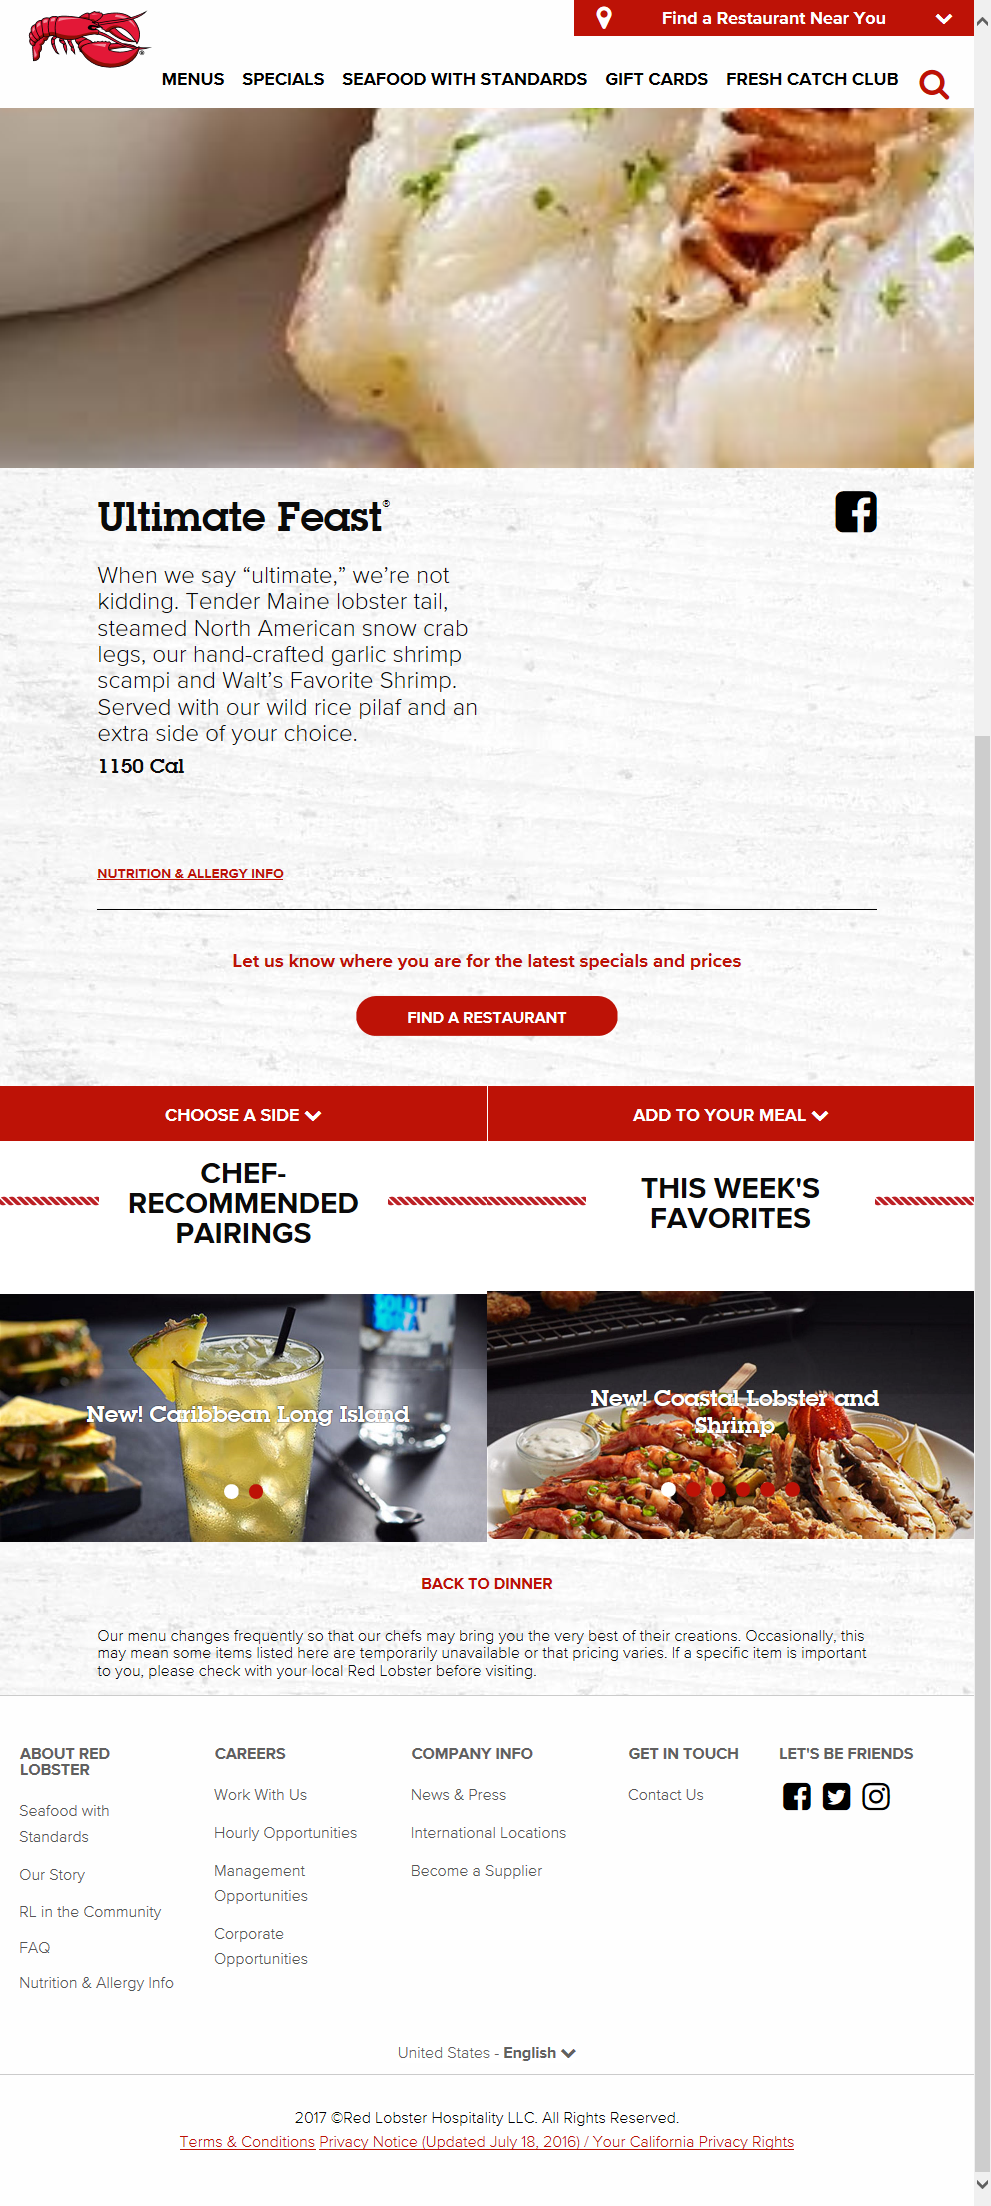 Find a Restaurant Near You
MENUS SPECIALS SEAFOOD WITH STANDARDS GIFT CARDS FRESH CATCH CLUB
Ultimate Feast®
When we say “ultimate,” we’re not
kidding. Tender Maine lobster tail,
steamed North American snow crab
legs, our hand-crafted garlic shrimp
scampi and Walt’s Favorite Shrimp.
Served with our wild rice pilaf and an
extra side of your choice.
1150 Cal
NUTRITION & ALLERGY INFO
Let us know where you are for the latest specials and prices
FIND A RESTAURANT
CHOOSE A SIDE
ADD TO YOUR MEAL
CHEF-
RECOMMENDED
PAIRINGS
THIS WEEK'S
FAVORITES
New! Caribbean Long Island
New! Coastal Lobster and
Shrimp
BACK TO DINNER
Our menu changes frequently so that our chefs may bring you the very best of their creations. Occasionally, this
may mean some items listed here are temporarily unavailable or that pricing varies. If a specific item is important
to you, please check with your local Red Lobster before visiting.
ABOUT RED
LOBSTER
Seafood with
Standards
Our Story
RL in the Community
FAQ
Nutrition & Allergy Info
CAREERS
Work With Us
Hourly Opportunities
Management
Opportunities
Corporate
Opportunities
COMPANY INFO
News & Press
International Locations
Become a Supplier
GET IN TOUCH
Contact Us
LET'S BE FRIENDS
United States - English
2017 ©Red Lobster Hospitality LLC. All Rights Reserved.
Terms & Conditions Privacy Notice (Updated July 18, 2016) / Your California Privacy Rights